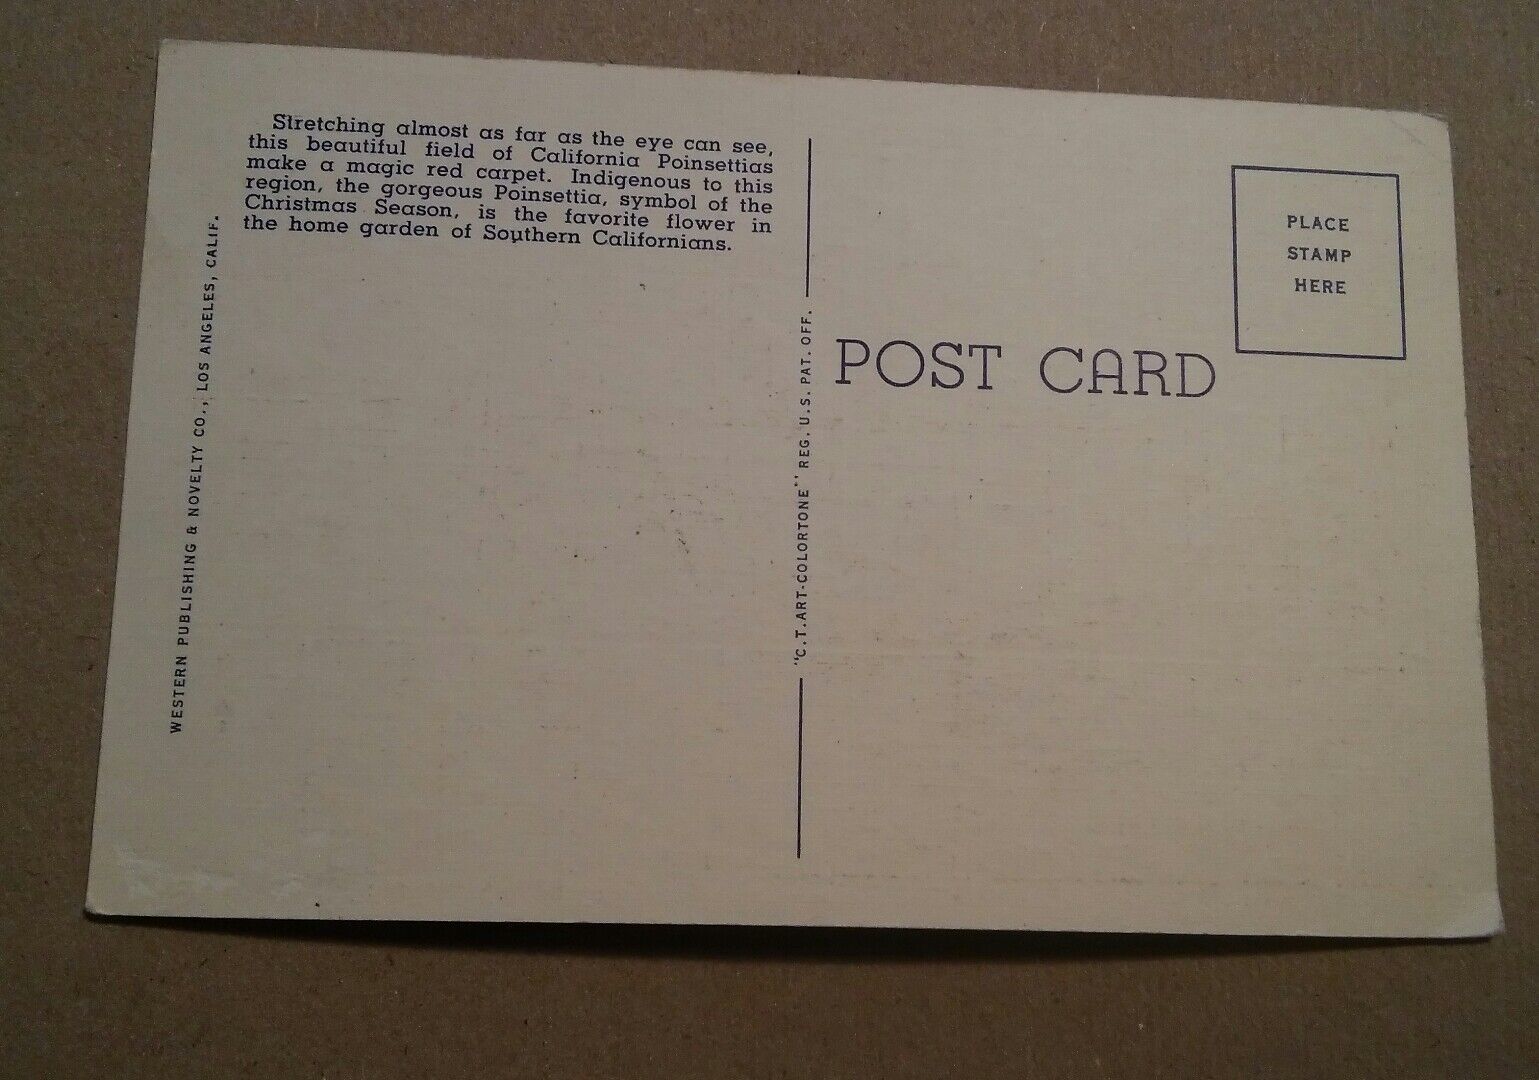 Stretching almost as far as the eye can see,
this beautiful field of California Poinsettias
make a magic red carpet. Indigenous to this
region, the gorgeous Poinsettia, symbol of the
Christmas Season, is the favorite flower in
the home garden of Southern Californians.
WESTERN PUBLISHING & NOVELTY CO., LOS ANGELES, CALIF.
"C.T.ART-COLORTONE" REG. U.S. PAT. OFF.
POST CARD
PLACE
STAMP
HERE